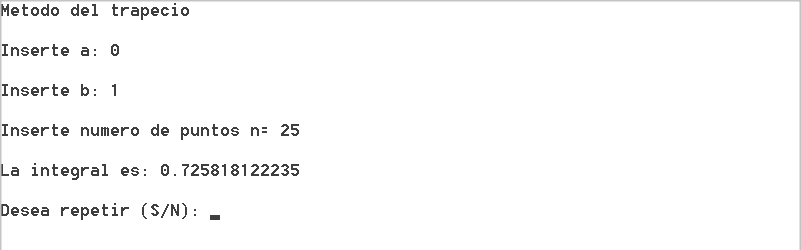 Metodo del trapecio
Inserte a: 0
Inserte b: 1
Inserte numero de puntos n= 25
La integral es: 0.725818122235
Desea repetir (S/N): _